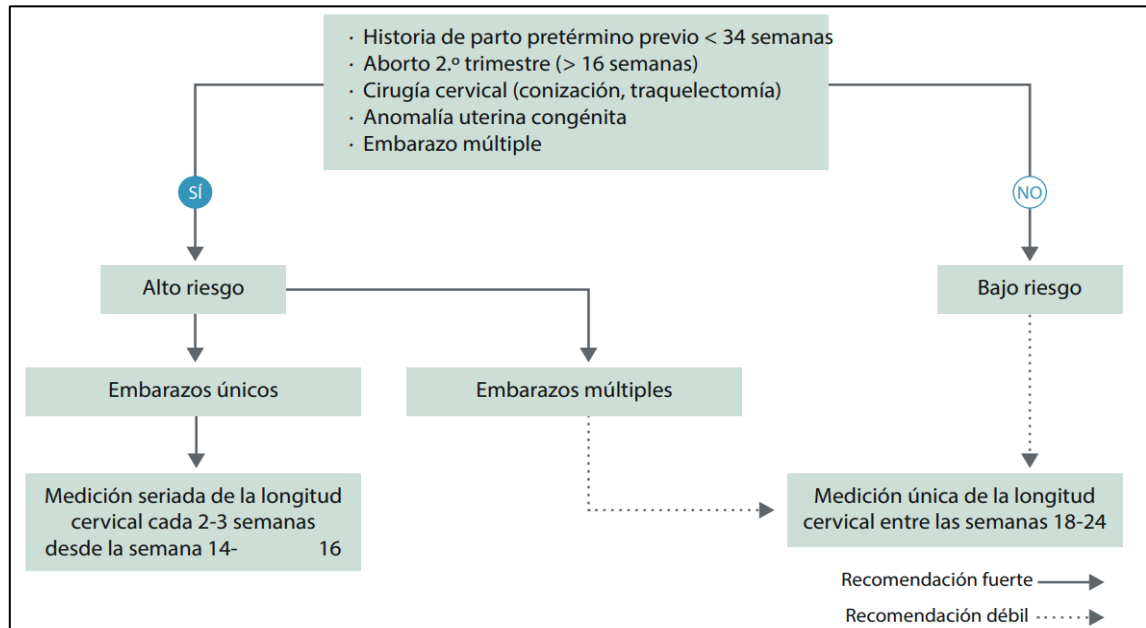 · Historia de parto pretérmino previo < 34 semanas
· Aborto 2.º trimestre (> 16 semanas)
· Cirugía cervical (conización, traquelectomía)
· Anomalía uterina congénita
· Embarazo múltiple
SÍ
NO
Alto riesgo
Bajo riesgo
Embarazos únicos
Embarazos múltiples
Medición seriada de la longitud
cervical cada 2-3 semanas
desde la semana 14- 16
Medición única de la longitud
cervical entre las semanas 18-24
Recomendación fuerte
Recomendación débil